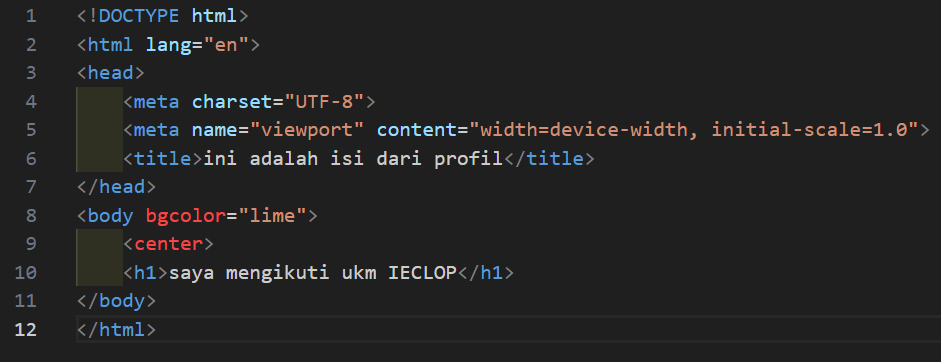 1 <!DOCTYPE html>
2 <html lang="en">
3 <head>
4     <meta charset="UTF-8">
5     <meta name="viewport" content="width=device-width, initial-scale=1.0">
6     <title>ini adalah isi dari profil</title>
7 </head>
8 <body bgcolor="lime">
9     <center>
10     <h1>saya mengikuti ukm IECLOP</h1>
11 </body>
12 </html>